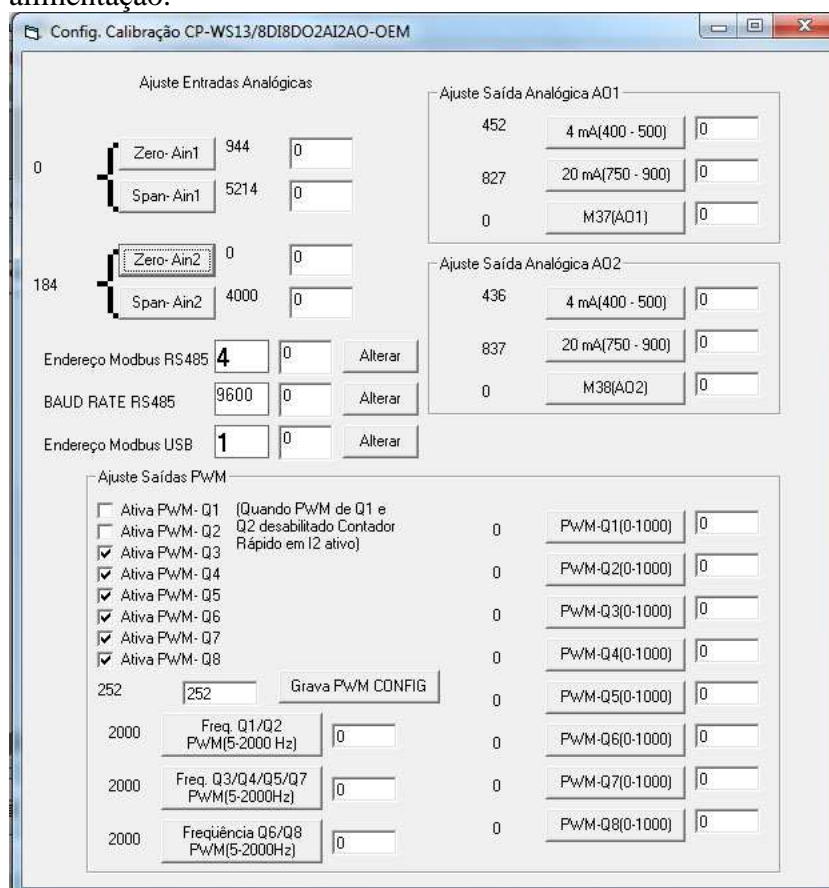 alimentação.
Config. Calibração CP-WS13/8DI8DO2AI2AO-OEM
Ajuste Entradas Analógicas
0
Zero- Ain1 944 0
Span- Ain1 5214 0
184
Zero- Ain2 0 0
Span- Ain2 4000 0
Ajuste Saída Analógica AO1
452 4 mA(400 - 500) 0
827 20 mA(750 - 900) 0
0 M37(AO1) 0
Ajuste Saída Analógica AO2
436 4 mA(400 - 500) 0
837 20 mA(750 - 900) 0
0 M38(AO2) 0
Endereço Modbus RS485 4 0 Alterar
BAUD RATE RS485 9600 0 Alterar
Endereço Modbus USB 1 0 Alterar
Ajuste Saídas PWM
Ativa PWM- Q1
Ativa PWM- Q2
Ativa PWM- Q3
Ativa PWM- Q4
Ativa PWM- Q5
Ativa PWM- Q6
Ativa PWM- Q7
Ativa PWM- Q8
(Quando PWM de Q1 e
Q2 desabilitado Contador
Rápido em I2 ativo)
252 252 Grava PWM CONFIG
2000 Freq. Q1/Q2
PWM(5-2000 Hz) 0
2000 Freq. Q3/Q4/Q5/Q7
PWM(5-2000Hz) 0
2000 Freqüência Q6/Q8
PWM(5-2000Hz) 0
0 PWM-Q1(0-1000) 0
0 PWM-Q2(0-1000) 0
0 PWM-Q3(0-1000) 0
0 PWM-Q4(0-1000) 0
0 PWM-Q5(0-1000) 0
0 PWM-Q6(0-1000) 0
0 PWM-Q7(0-1000) 0
0 PWM-Q8(0-1000) 0